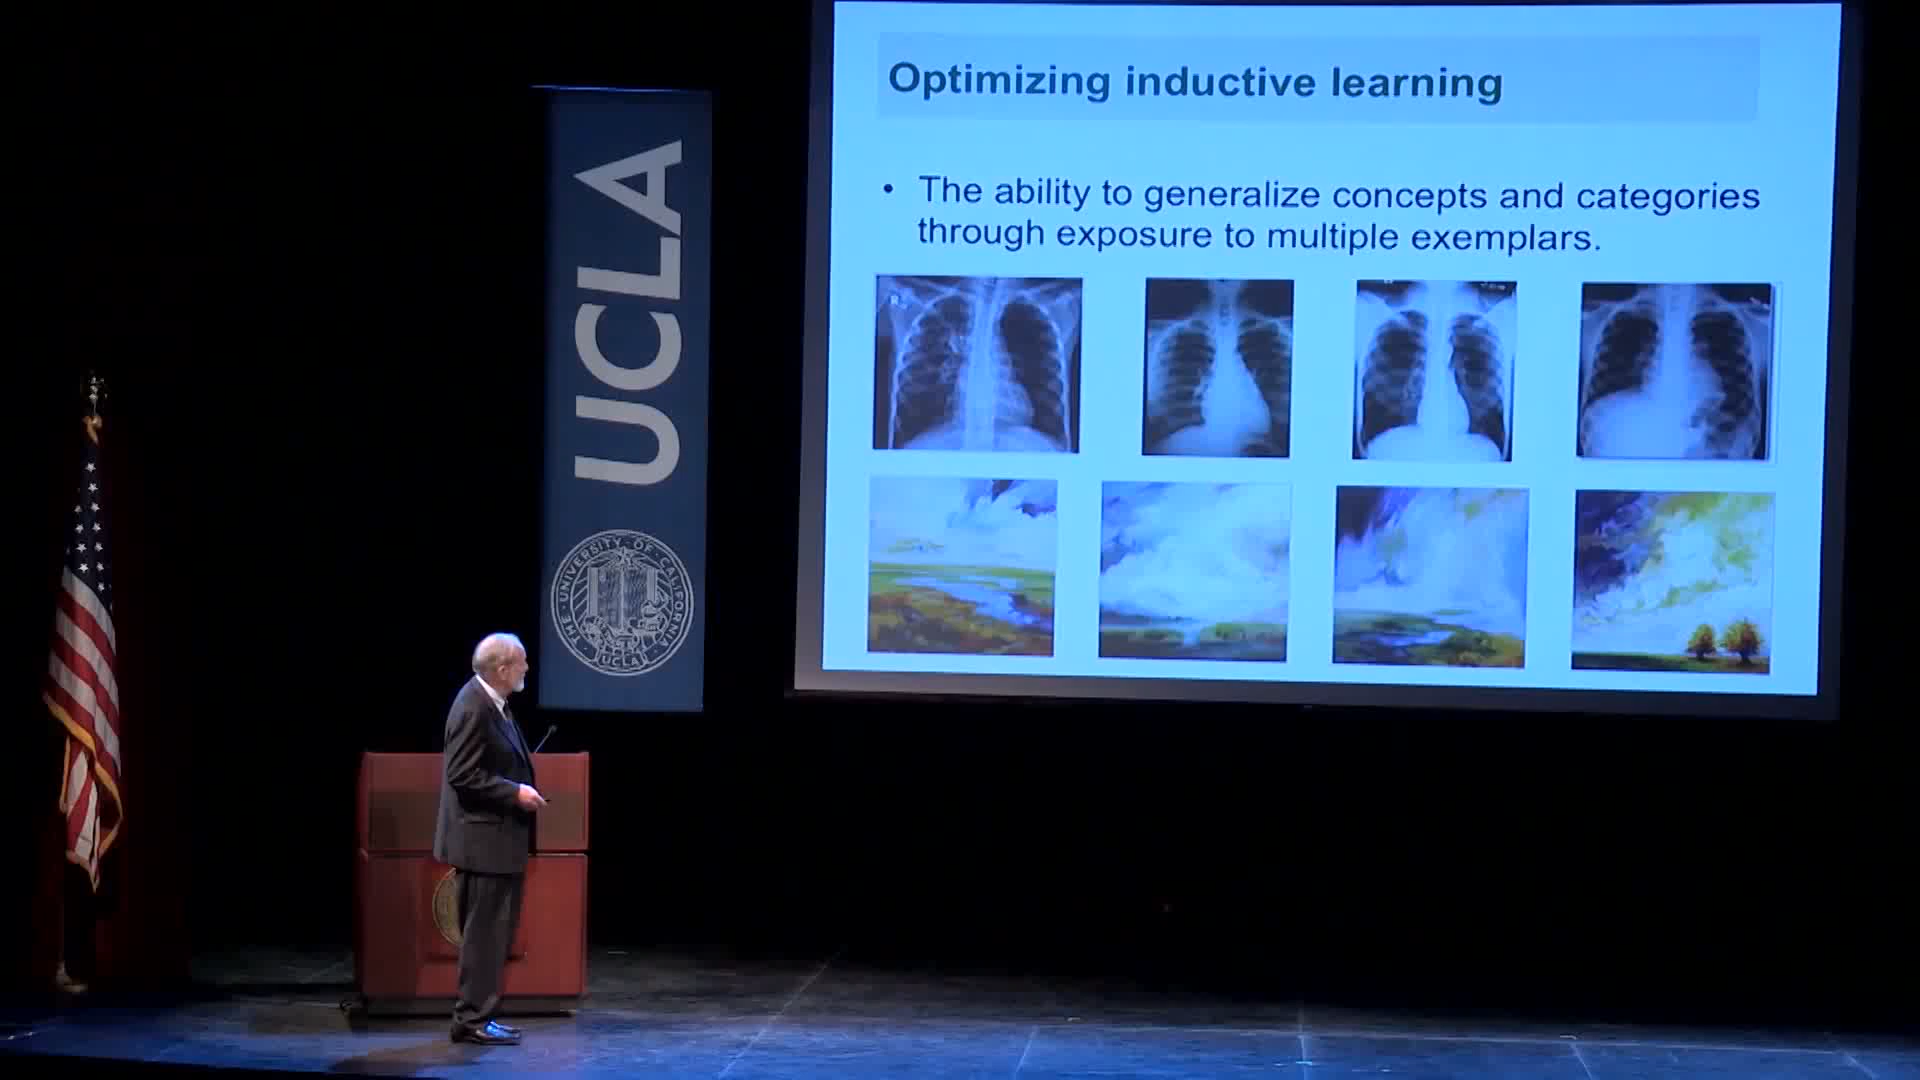 Optimizing inductive learning
• The ability to generalize concepts and categories
through exposure to multiple exemplars.
R
UCLA
THE · UNIVERSITY · OF · CALIFORNIA
UCLA